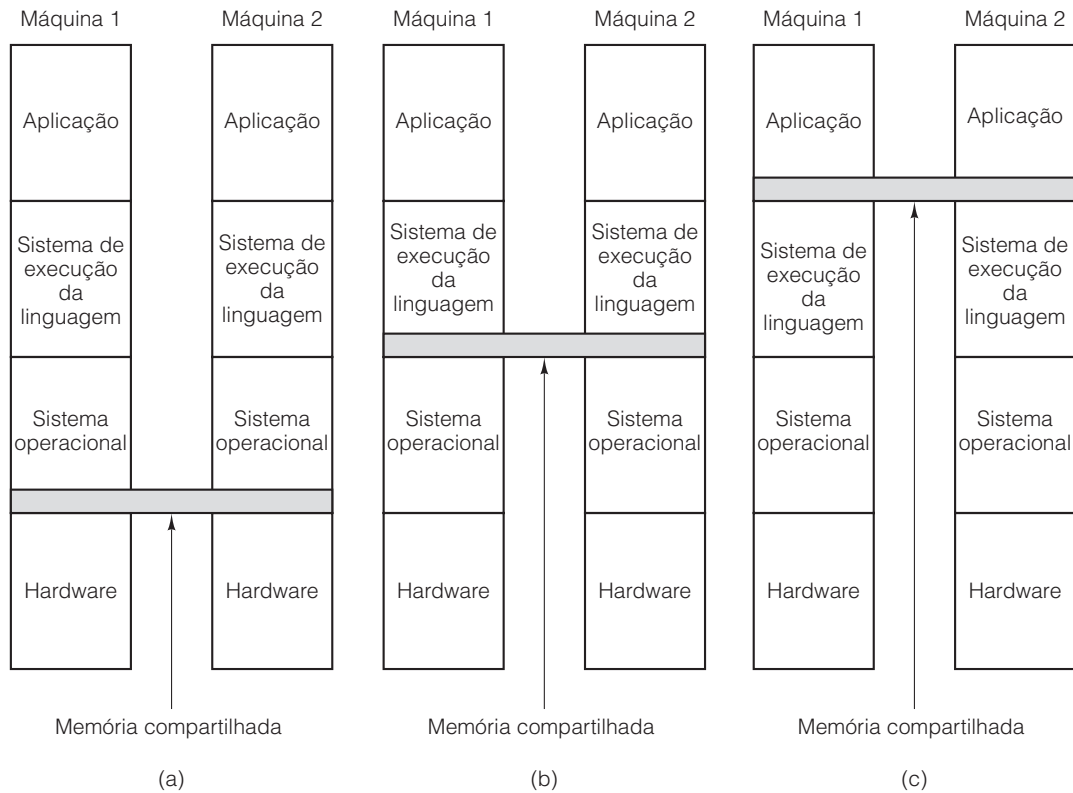 Máquina 1
Máquina 2
Máquina 1
Máquina 2
Máquina 1
Máquina 2
Aplicação
Aplicação
Aplicação
Aplicação
Aplicação
Aplicação
Sistema de
execução
da
linguagem
Sistema de
execução
da
linguagem
Sistema de
execução
da
linguagem
Sistema de
execução
da
linguagem
Sistema de
execução
da
linguagem
Sistema de
execução
da
linguagem
Sistema
operacional
Sistema
operacional
Sistema
operacional
Sistema
operacional
Sistema
operacional
Sistema
operacional
Hardware
Hardware
Hardware
Hardware
Hardware
Hardware
Memória compartilhada
Memória compartilhada
Memória compartilhada
(a)
(b)
(c)